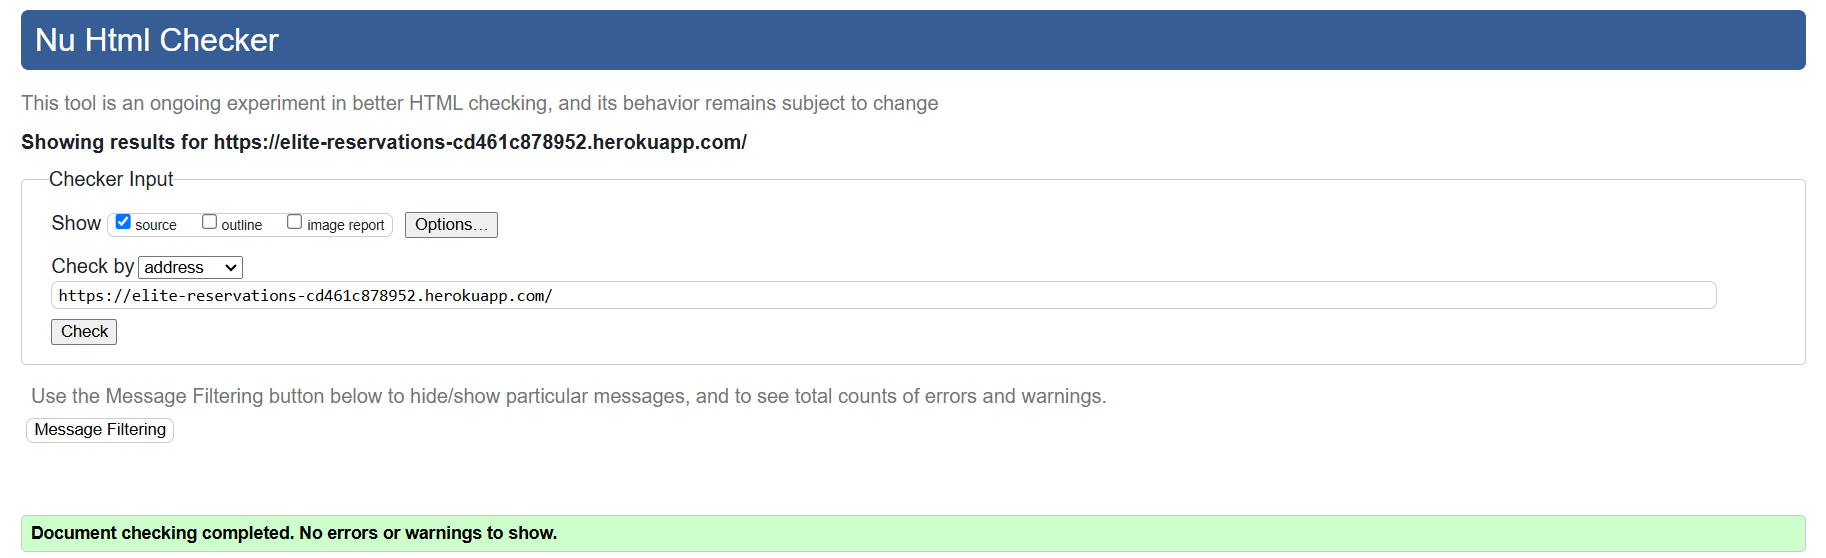 Nu Html Checker
This tool is an ongoing experiment in better HTML checking, and its behavior remains subject to change
Showing results for https://elite-reservations-cd461c878952.herokuapp.com/
Checker Input
Show source outline image report Options…
Check by address
https://elite-reservations-cd461c878952.herokuapp.com/
Check
Use the Message Filtering button below to hide/show particular messages, and to see total counts of errors and warnings.
Message Filtering
Document checking completed. No errors or warnings to show.